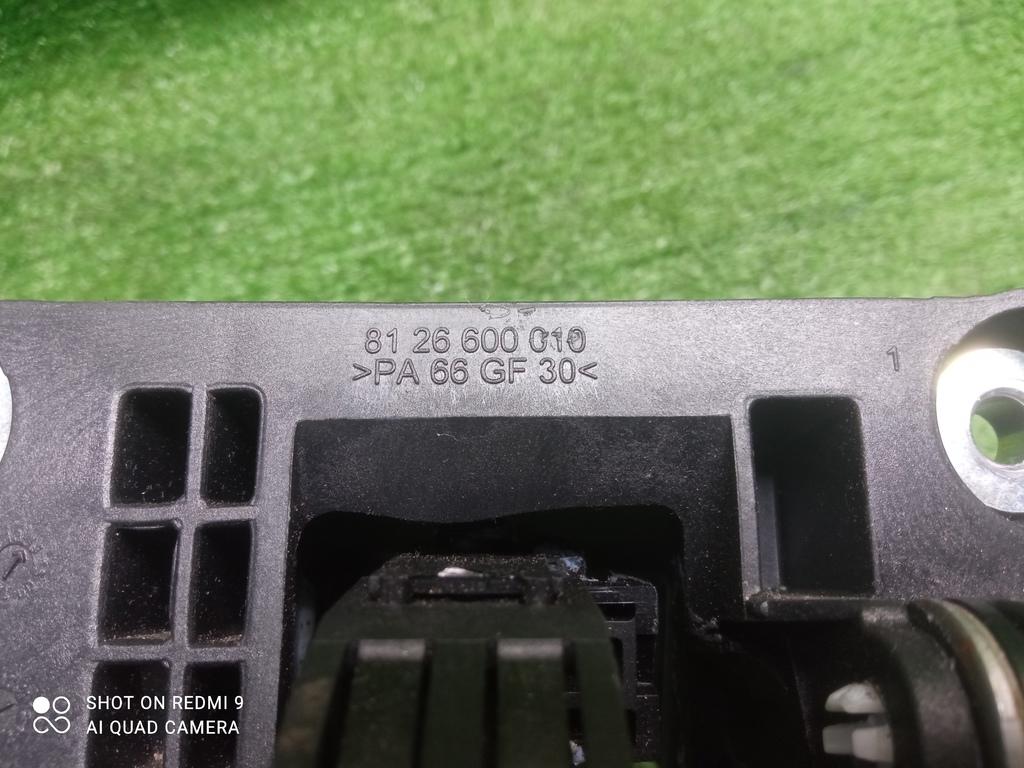 81 26 600 010
>PA 66 GF 30<
1
SHOT ON REDMI 9
AI QUAD CAMERA